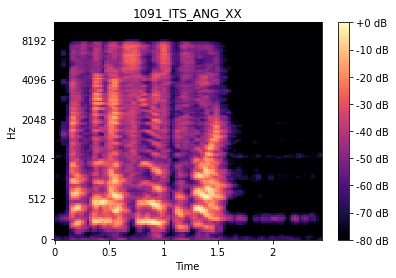 1091_ITS_ANG_XX
+0 dB
8192
-10 dB
4096
-20 dB
-30 dB
2048
Hz
-40 dB
1024
-50 dB
512
-60 dB
-70 dB
0
-80 dB
0
0.5
1
1.5
2
Time